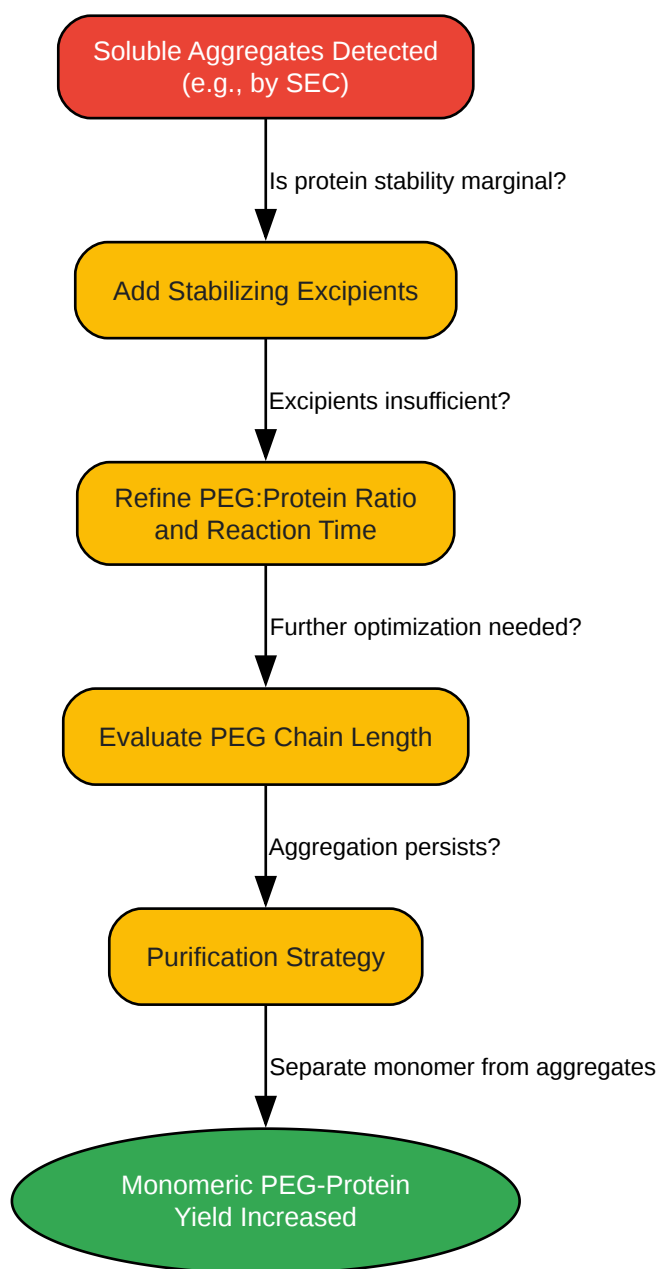 Soluble Aggregates Detected
(e.g., by SEC)
Is protein stability marginal?
Add Stabilizing Excipients
Excipients insufficient?
Refine PEG:Protein Ratio
and Reaction Time
Further optimization needed?
Evaluate PEG Chain Length
Aggregation persists?
Purification Strategy
Separate monomer from aggregates
Monomeric PEG-Protein
Yield Increased